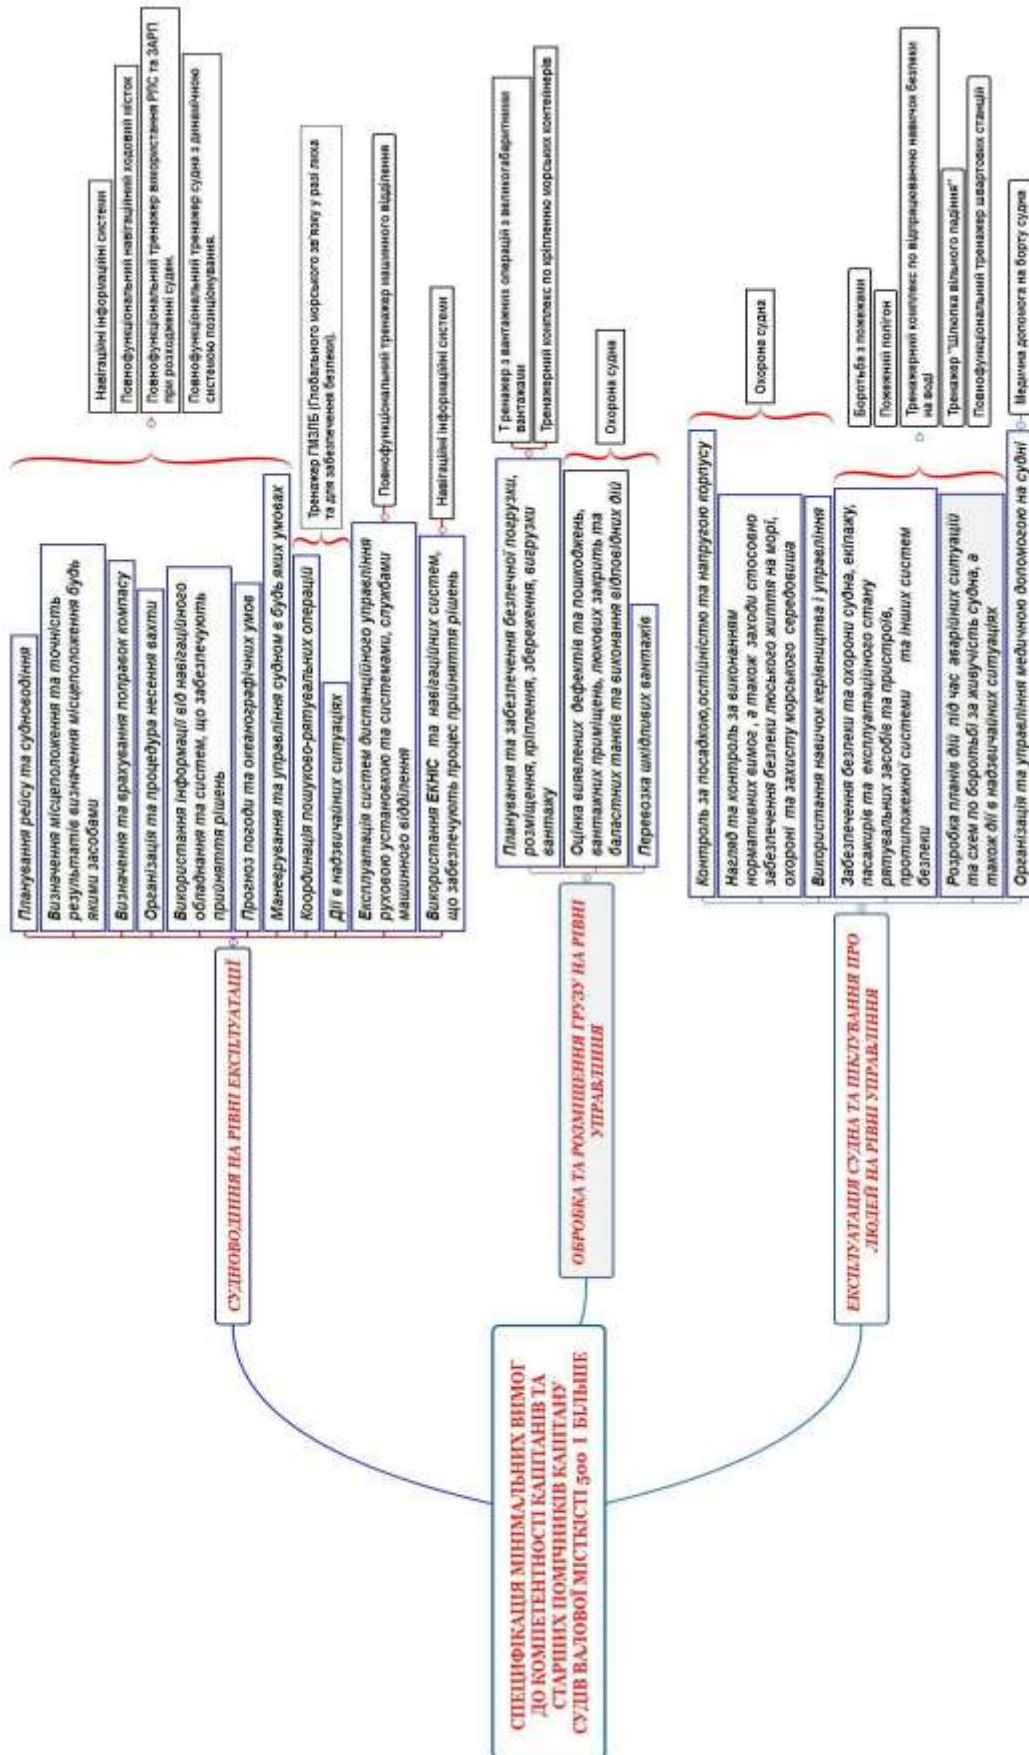 СПЕЦИФІКАЦІЯ МІНІМАЛЬНИХ ВИМОГ
ДО КОМПЕТЕНТНОСТІ КАПІТАНІВ ТА
СТАРШИХ ПОМІЧНИКІВ КАПІТАНУ
СУДІВ ВАЛОВОЇ МІСТКІСТІ 500 І БІЛЬШЕ
СУДНОВОДІННЯ НА РІВНІ ЕКСПЛУАТАЦІЇ
Планування рейсу та судноводіння
Визначення місцеположення та точність
результатів визначення місцеположення будь
якими засобами
Визначення та врахування поправок компасу
Організація та процедура несення вахти
Використання інформації від навігаційного
обладнання та систем, що забезпечують
прийняття рішень
Прогноз погоди та океанографічних умов
Маневрування та управління судном в будь яких умовах
Навігаційні інформаційні системи
Повнофункціональний навігаційний ходовий місток
Повнофункціональний тренажер використання РЛС та ЗАРП
при розходженні суден.
Повнофункціональний тренажер судна з динамічною
системою позиціонування.
Координація пошуково-рятувальних операцій
Дії в надзвичайних ситуаціях
Тренажер ГМЗЛБ (Глобального морського зв'язку у разі лиха
та для забезпечення безпеки).
Експлуатація систем дистанційного управління
руховою установкою та системами, службами
машинного відділення
Повнофункціональний тренажер машинного відділення
Використання ЕКНІС та навігаційних систем,
що забезпечують процес прийняття рішень
Навігаційні інформаційні системи
ОБРОБКА ТА РОЗМІЩЕННЯ ГРУЗУ НА РІВНІ
УПРАВЛІННЯ
Планування та забезпечення безпечної погрузки,
розміщення, кріплення, збереження, вигрузки
вантажу
Т ренажер з вантажних операцій з великогабаритними
вантажами
Тренажерний комплекс по кріпленню морських контейнерів
Оцінка виявлених дефектів та пошкоджень,
вантажних приміщень, люкових закрить та
баластних танків та виконання відповідних дій
Перевозка шкідливих вантажів
Охорона судна
ЕКСПЛУАТАЦІЯ СУДНА ТА ПІКЛУВАННЯ ПРО
ЛЮДЕЙ НА РІВНІ УПРАВЛІННЯ
Контроль за посадкою,остійністю та напругою корпусу
Нагляд та контроль за виконанням
нормативних вимог , а також заходи стосовно
забезпечення безпеки люського життя на морі,
охороні та захисту морського середовиша
Використання навичок керівництва і управління
Охорона судна
Забезпечення безпеки та охорони судна, екіпажу,
пасажирів та експлуатаційного стану
рятувальних засобів та пристроїв,
протипожежної системи та інших систем
безпеки
Розробка планів дій під час аварійних ситуацій
та схем по боротьбі за живучість судна, а
також дії в надзвичайних ситуаціях
Боротьба з пожежами
Пожежний полігон
Тренажерний комплекс по відпрацюванню навичок безпеки
на воді
Тренажер "Шлюпка вільного падіння"
Повнофункціональний тренажер швартових станцій
Організація та управління медичною допомогою на судні
Медична допомога на борту судна